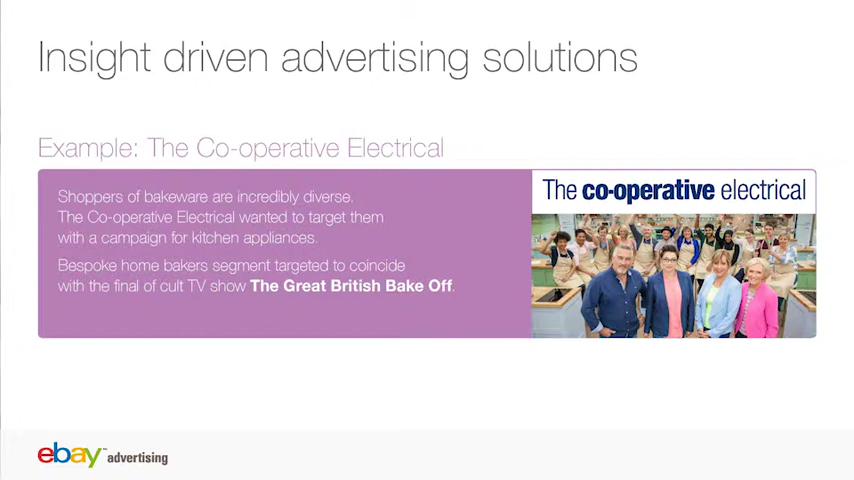 Insight driven advertising solutions
Example: The Co-operative Electrical
Shoppers of bakeware are incredibly diverse.
The Co-operative Electrical wanted to target them
with a campaign for kitchen appliances.
Bespoke home bakers segment targeted to coincide
with the final of cult TV show The Great British Bake Off.
The co-operative electrical
ebay™ advertising